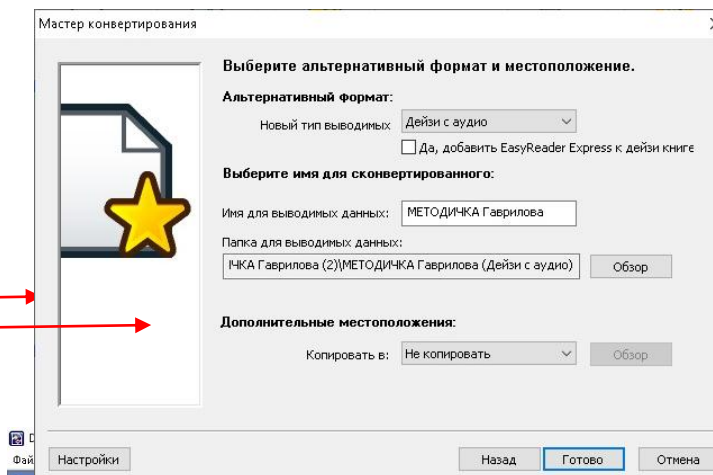 Мастер конвертирования
Выберите альтернативный формат и местоположение.
Альтернативный формат:
Новый тип выводимых Дейзи с аудио
Да, добавить EasyReader Express к дейзи книге
Выберите имя для сконвертированного:
Имя для выводимых данных: МЕТОДИЧКА Гаврилова
Папка для выводимых данных:
ІЧКА Гаврилова (2)\МЕТОДИЧКА Гаврилова (Дейзи с аудио) Обзор
Дополнительные местоположения:
Копировать в: Не копировать Обзор
Фай
Настройки Назад Готово Отмена